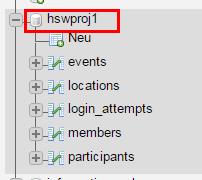 hswproj1
Neu
events
locations
login_attempts
members
participants